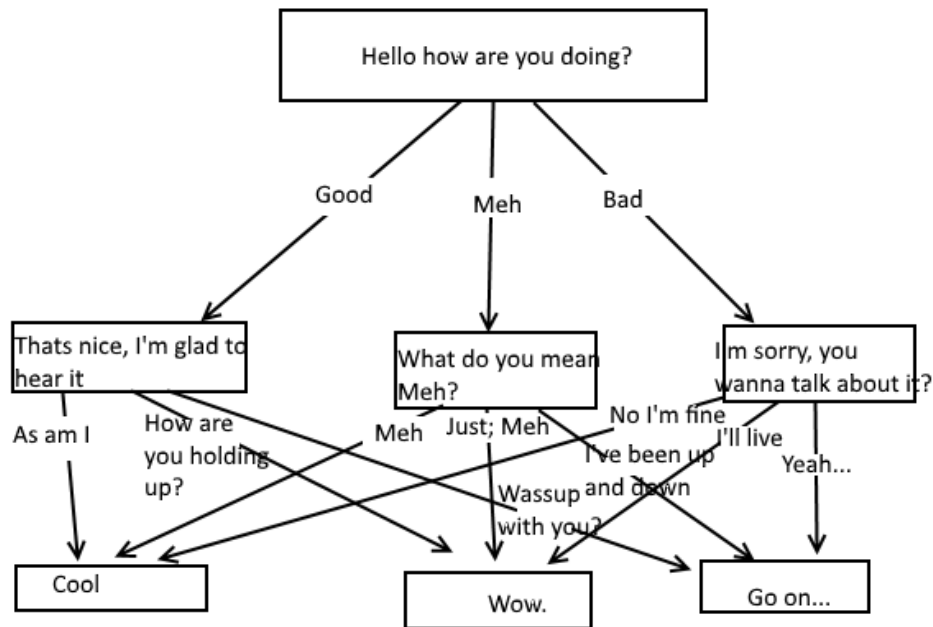 Hello how are you doing?
Good
Meh
Bad
Thats nice, I'm glad to
hear it
What do you mean
Meh?
I'm sorry, you
wanna talk about it?
As am I
How are
you holding
up?
Meh
Just; Meh
No I'm fine
I'll live
I've been up
and down
Yeah...
Wassup
with you?
Cool
Wow.
Go on...